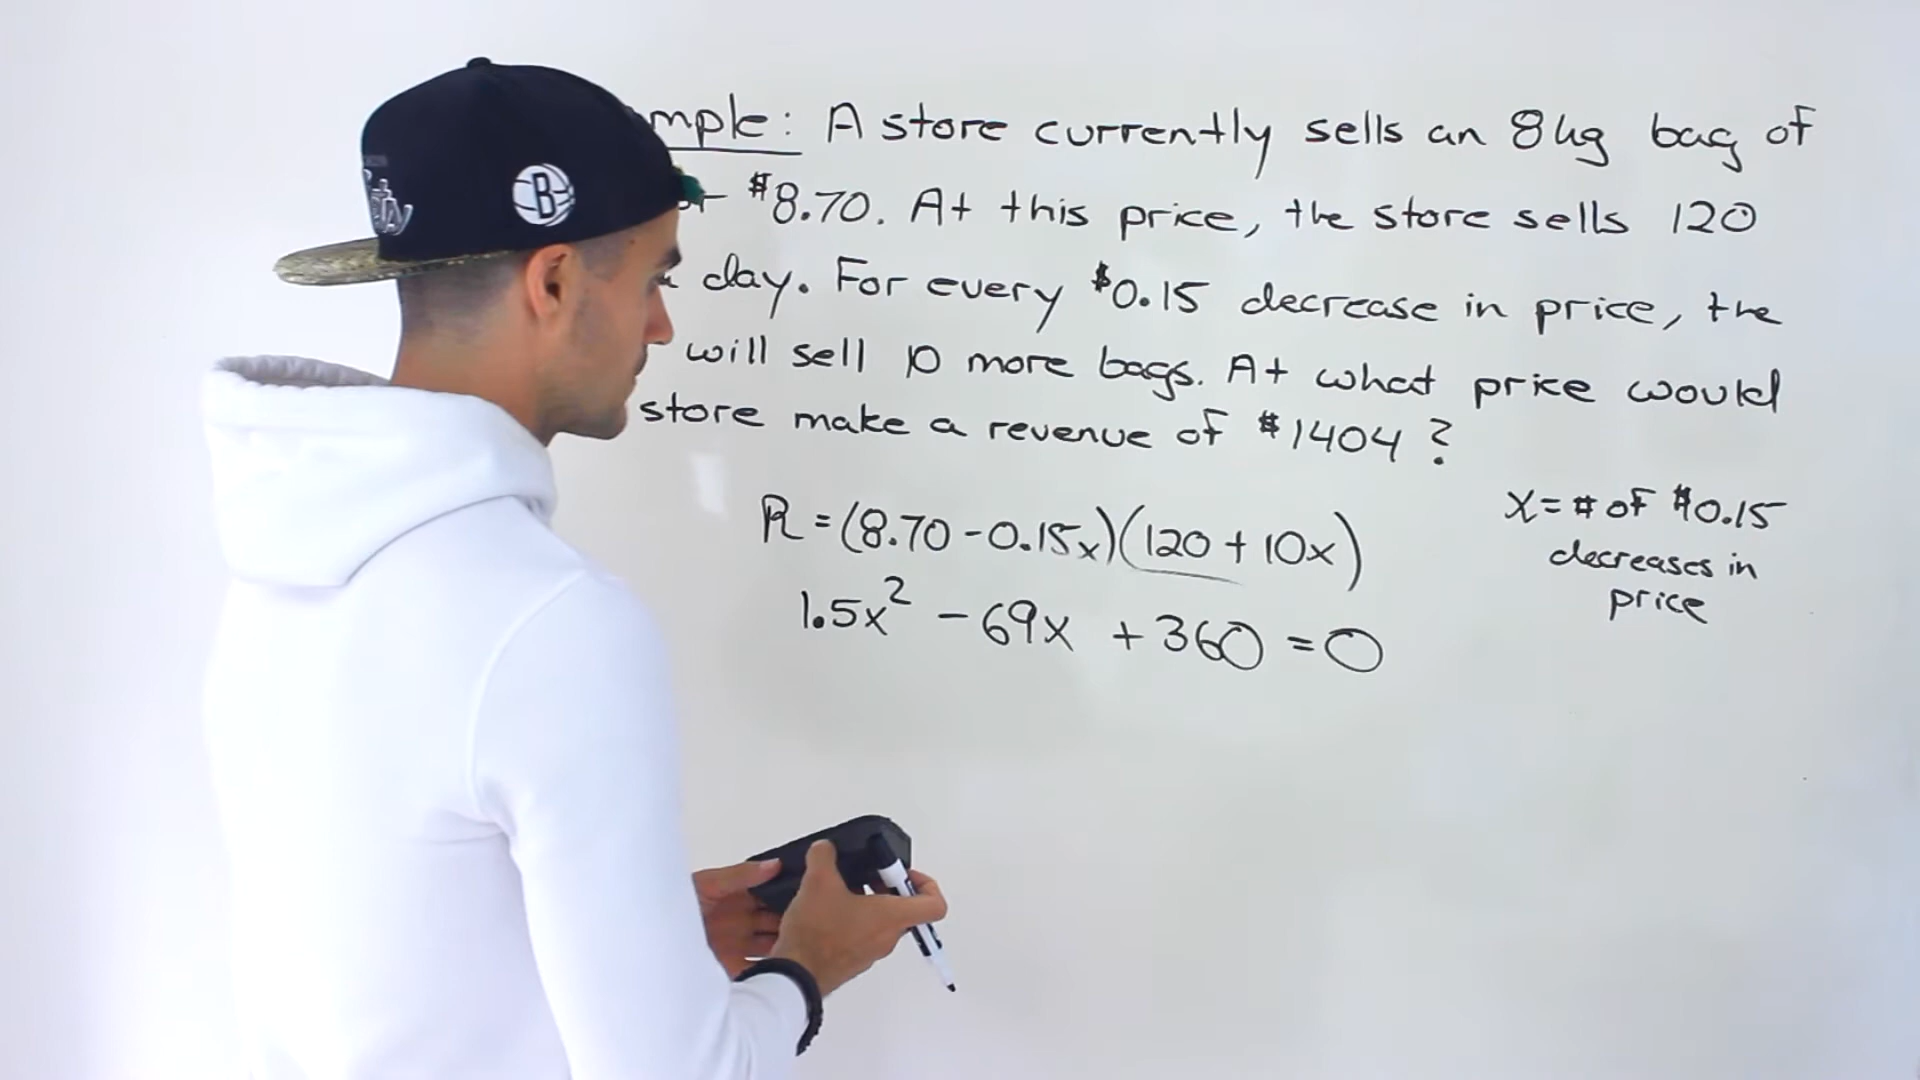 mple: A store currently sells an 8kg bag of
$8.70. At this price, the store sells 120
day. For every $0.15 decrease in price, the
will sell 10 more bags. At what price would
store make a revenue of $1404?
R=(8.70-0.15x)(120+10x)
1.5x² - 69x + 360 = 0
X=# of $0.15
decreases in
price
B